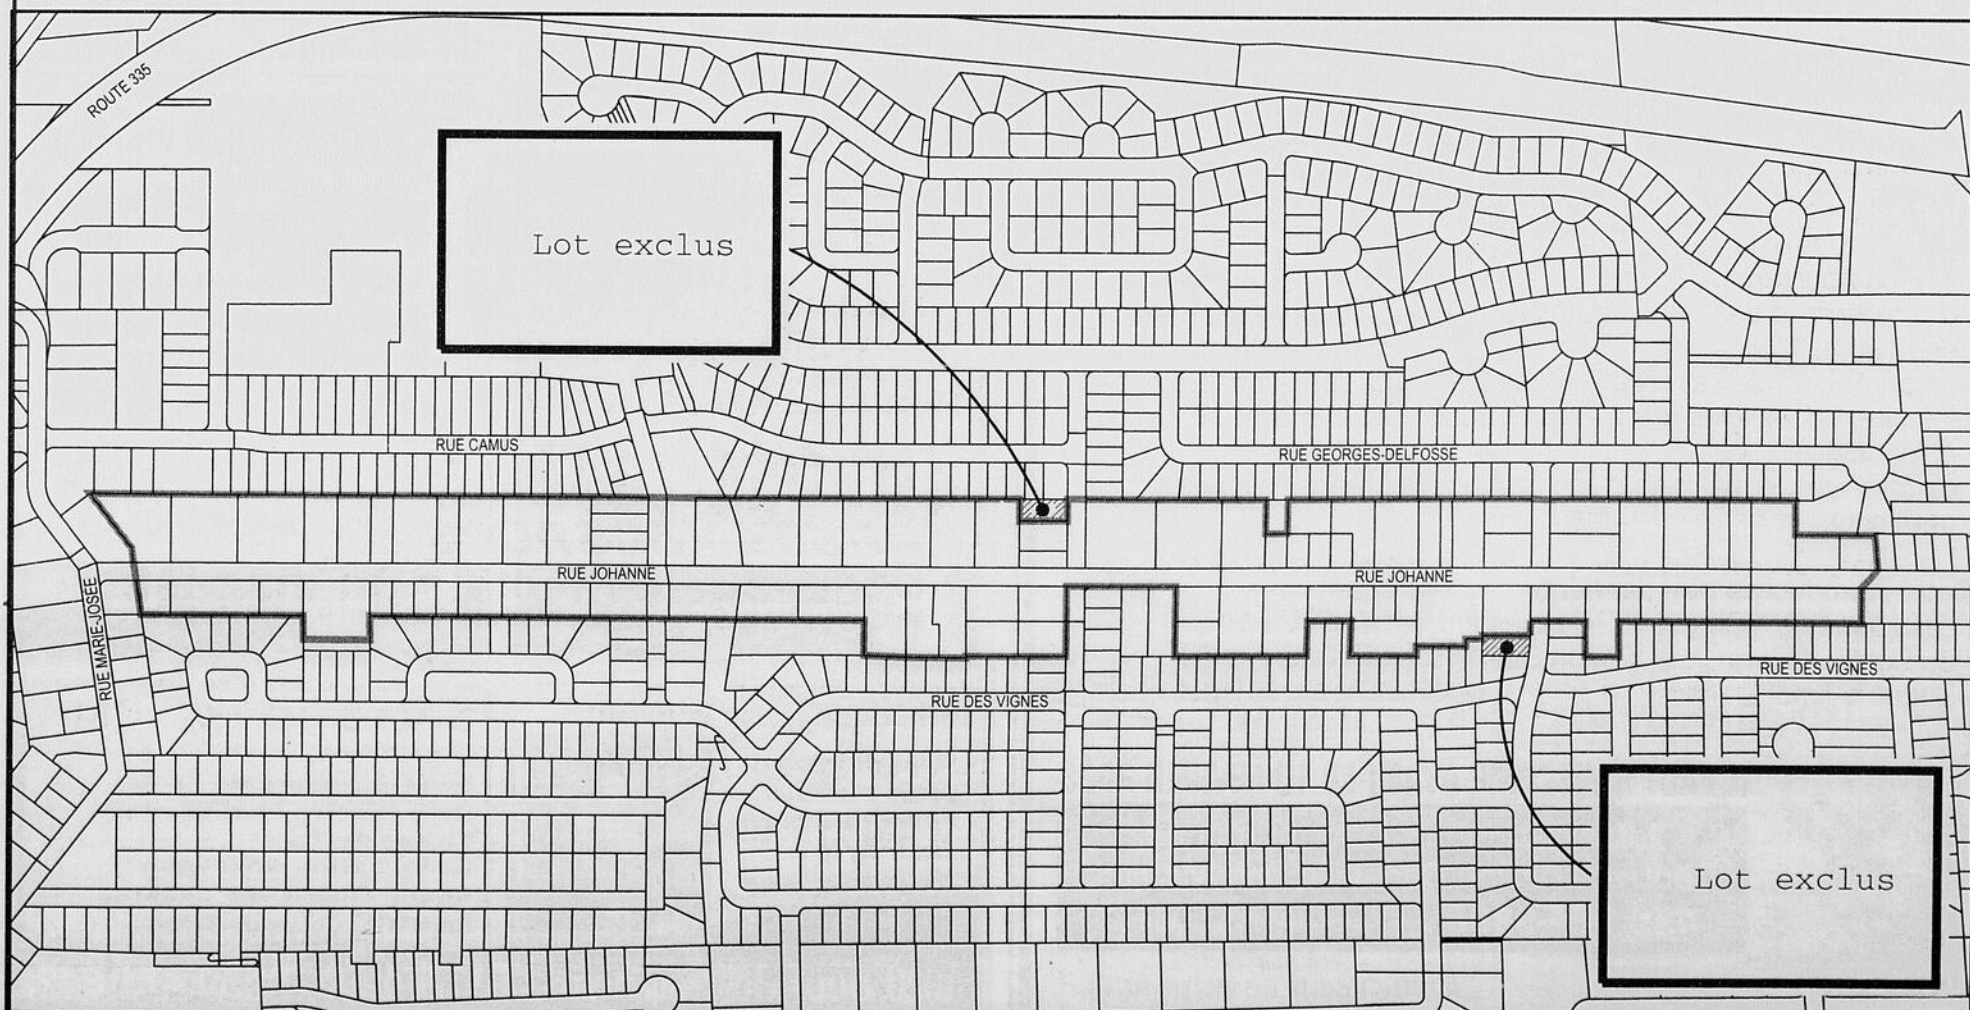 ROUTE 335
Lot exclus
RUE CAMUS
RUE GEORGES-DELFOSSE
RUE JOHANNE
RUE JOHANNE
RUE MARIE-JOSÉE
RUE DES VIGNES
RUE DES VIGNES
Lot exclus